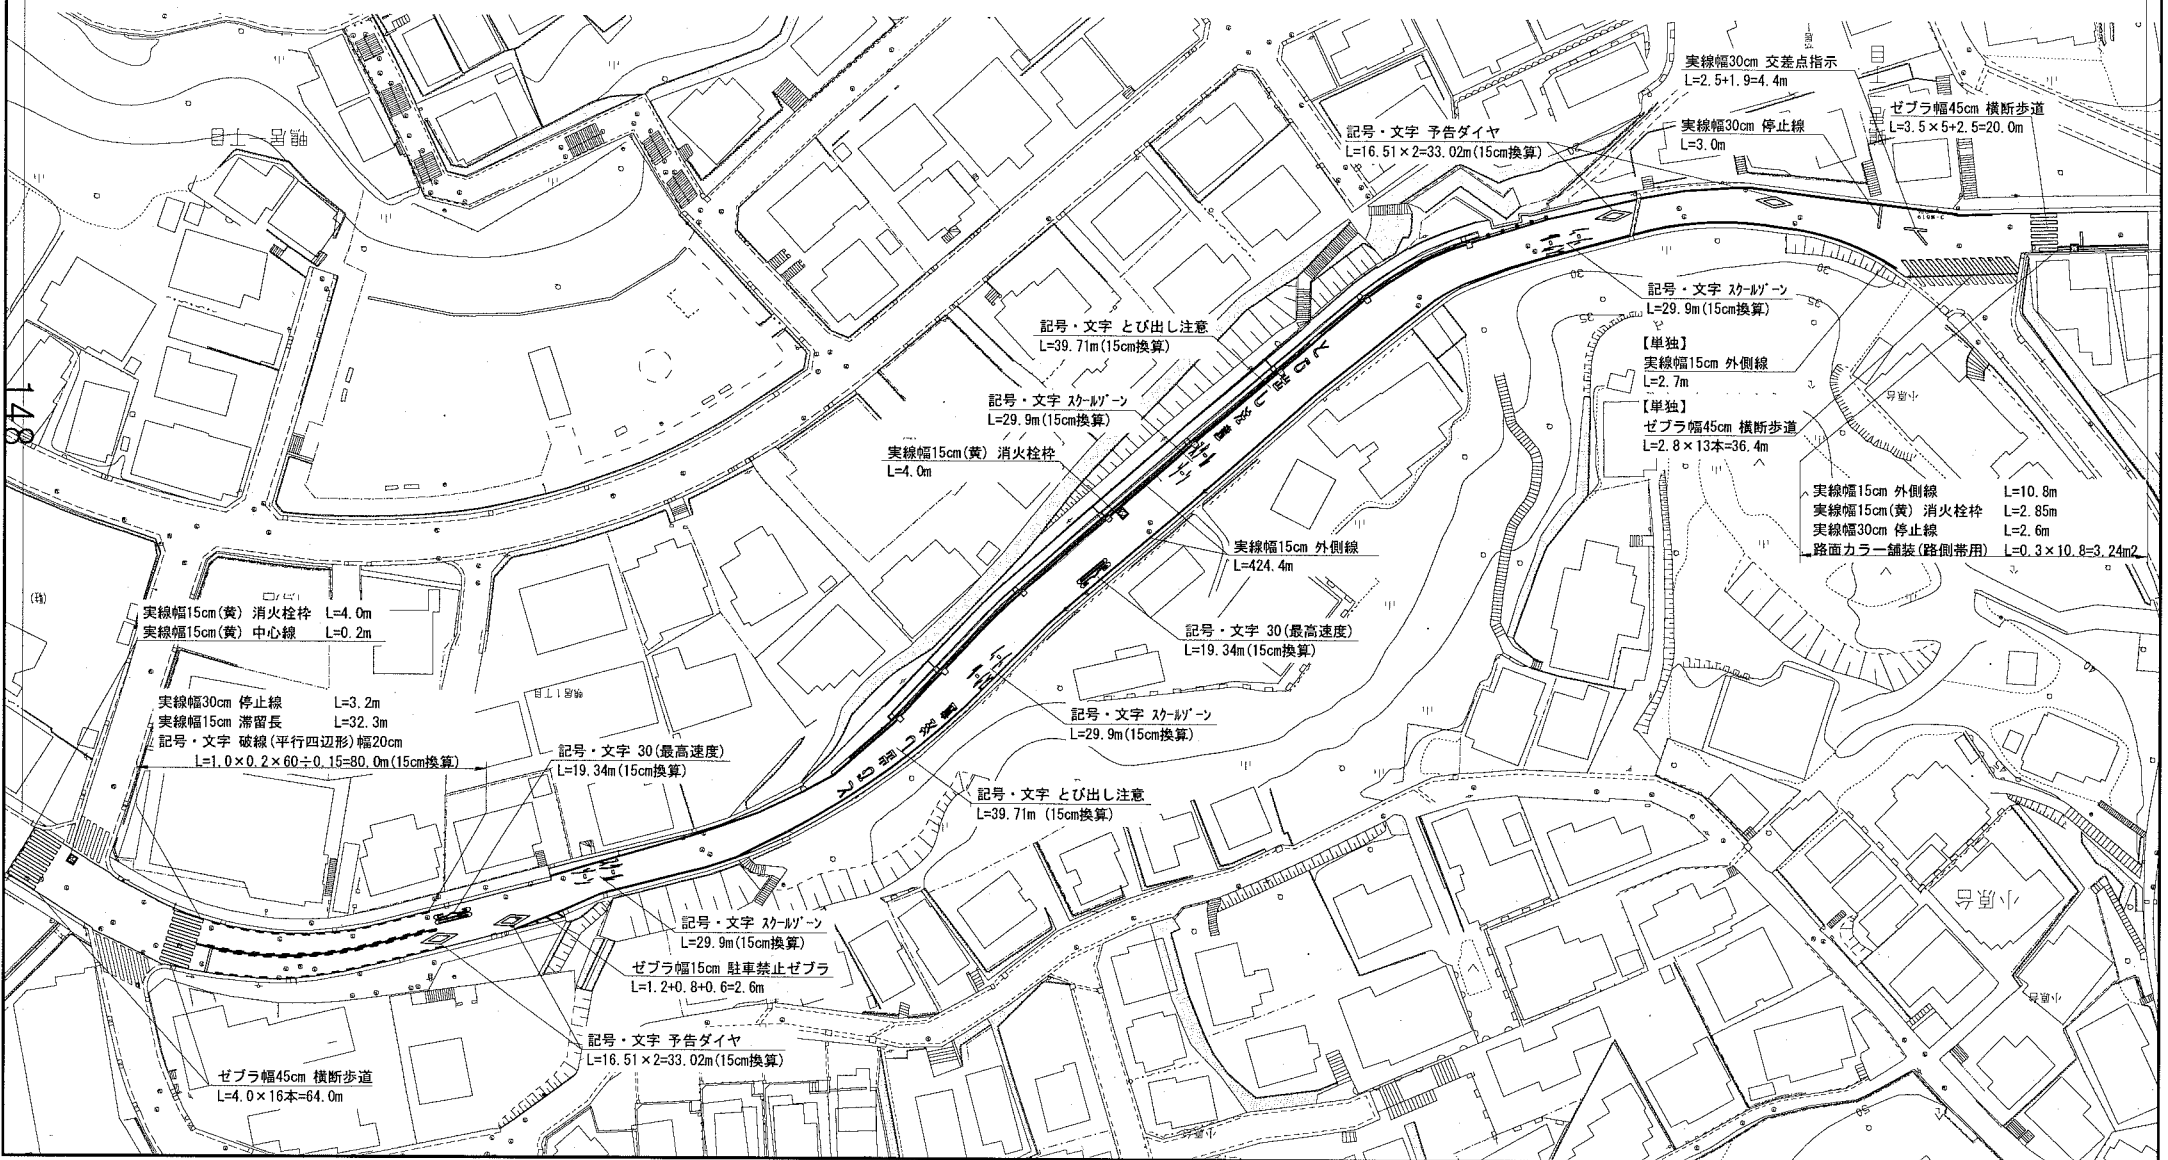 実線幅30cm 交差点指示
L=2.5+1.9=4.4m
ゼブラ幅45cm 横断歩道
L=3.5×5+2.5=20.0m
実線幅30cm 停止線
L=3.0m
記号・文字 予告ダイヤ
L=16.51×2=33.02m(15cm換算)
鴨居一丁目
記号・文字 スクールゾーン
L=29.9m(15cm換算)
【単独】
実線幅15cm 外側線
L=2.7m
【単独】
ゼブラ幅45cm 横断歩道
L=2.8×13本=36.4m
記号・文字 とび出し注意
L=39.71m(15cm換算)
記号・文字 スクールゾーン
L=29.9m(15cm換算)
実線幅15cm(黄) 消火栓枠
L=4.0m
148
実線幅15cm 外側線 L=10.8m
実線幅15cm(黄) 消火栓枠 L=2.85m
実線幅30cm 停止線 L=2.6m
路面カラー舗装(路側帯用) L=0.3×10.8=3.24m2
実線幅15cm 外側線
L=424.4m
実線幅15cm(黄) 消火栓枠 L=4.0m
実線幅15cm(黄) 中心線 L=0.2m
記号・文字 30(最高速度)
L=19.34m(15cm換算)
実線幅30cm 停止線 L=3.2m
実線幅15cm 滞留長 L=32.3m
記号・文字 破線(平行四辺形)幅20cm
L=1.0×0.2×60÷0.15=80.0m(15cm換算)
記号・文字 スクールゾーン
L=29.9m(15cm換算)
記号・文字 30(最高速度)
L=19.34m(15cm換算)
記号・文字 とび出し注意
L=39.71m (15cm換算)
記号・文字 スクールゾーン
L=29.9m(15cm換算)
ゼブラ幅15cm 駐車禁止ゼブラ
L=1.2+0.8+0.6=2.6m
記号・文字 予告ダイヤ
L=16.51×2=33.02m(15cm換算)
ゼブラ幅45cm 横断歩道
L=4.0×16本=64.0m
小原台
小原台
鴨居1丁目
30
30
35
35
40
50